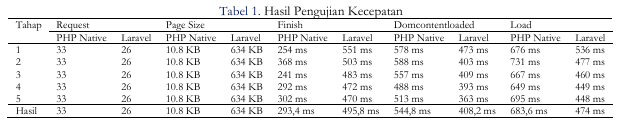 Tabel 1. Hasil Pengujian Kecepatan
Tahap Request Page Size Finish Domcontentloaded Load
PHP Native Laravel PHP Native Laravel PHP Native Laravel PHP Native Laravel PHP Native Laravel
1 33 26 10.8 KB 634 KB 254 ms 551 ms 578 ms 473 ms 676 ms 536 ms
2 33 26 10.8 KB 634 KB 368 ms 503 ms 588 ms 403 ms 731 ms 477 ms
3 33 26 10.8 KB 634 KB 241 ms 483 ms 557 ms 409 ms 667 ms 460 ms
4 33 26 10.8 KB 634 KB 292 ms 472 ms 488 ms 393 ms 649 ms 449 ms
5 33 26 10.8 KB 634 KB 302 ms 470 ms 513 ms 363 ms 695 ms 448 ms
Hasil 33 26 10.8 KB 634 KB 293,4 ms 495,8 ms 544,8 ms 408,2 ms 683,6 ms 474 ms